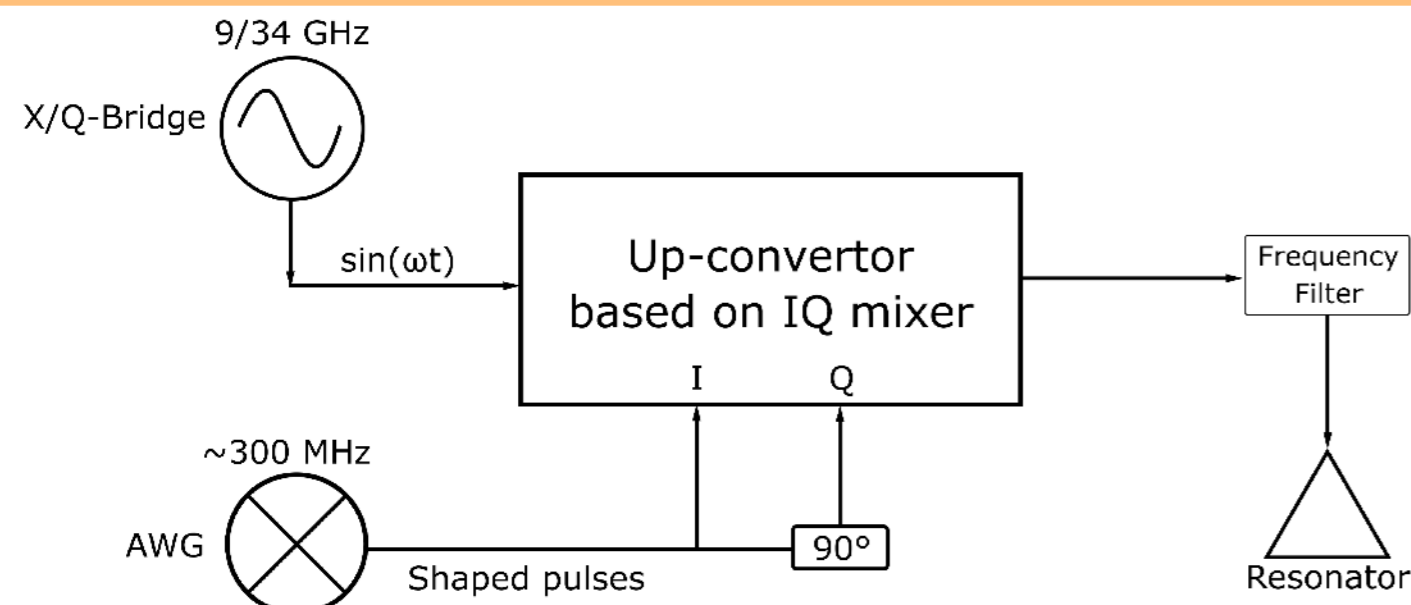 9/34 GHz
X/Q-Bridge
sin(ωt)
Up-convertor
based on IQ mixer
I
Q
Frequency
Filter
~300 MHz
AWG
90°
Shaped pulses
Resonator